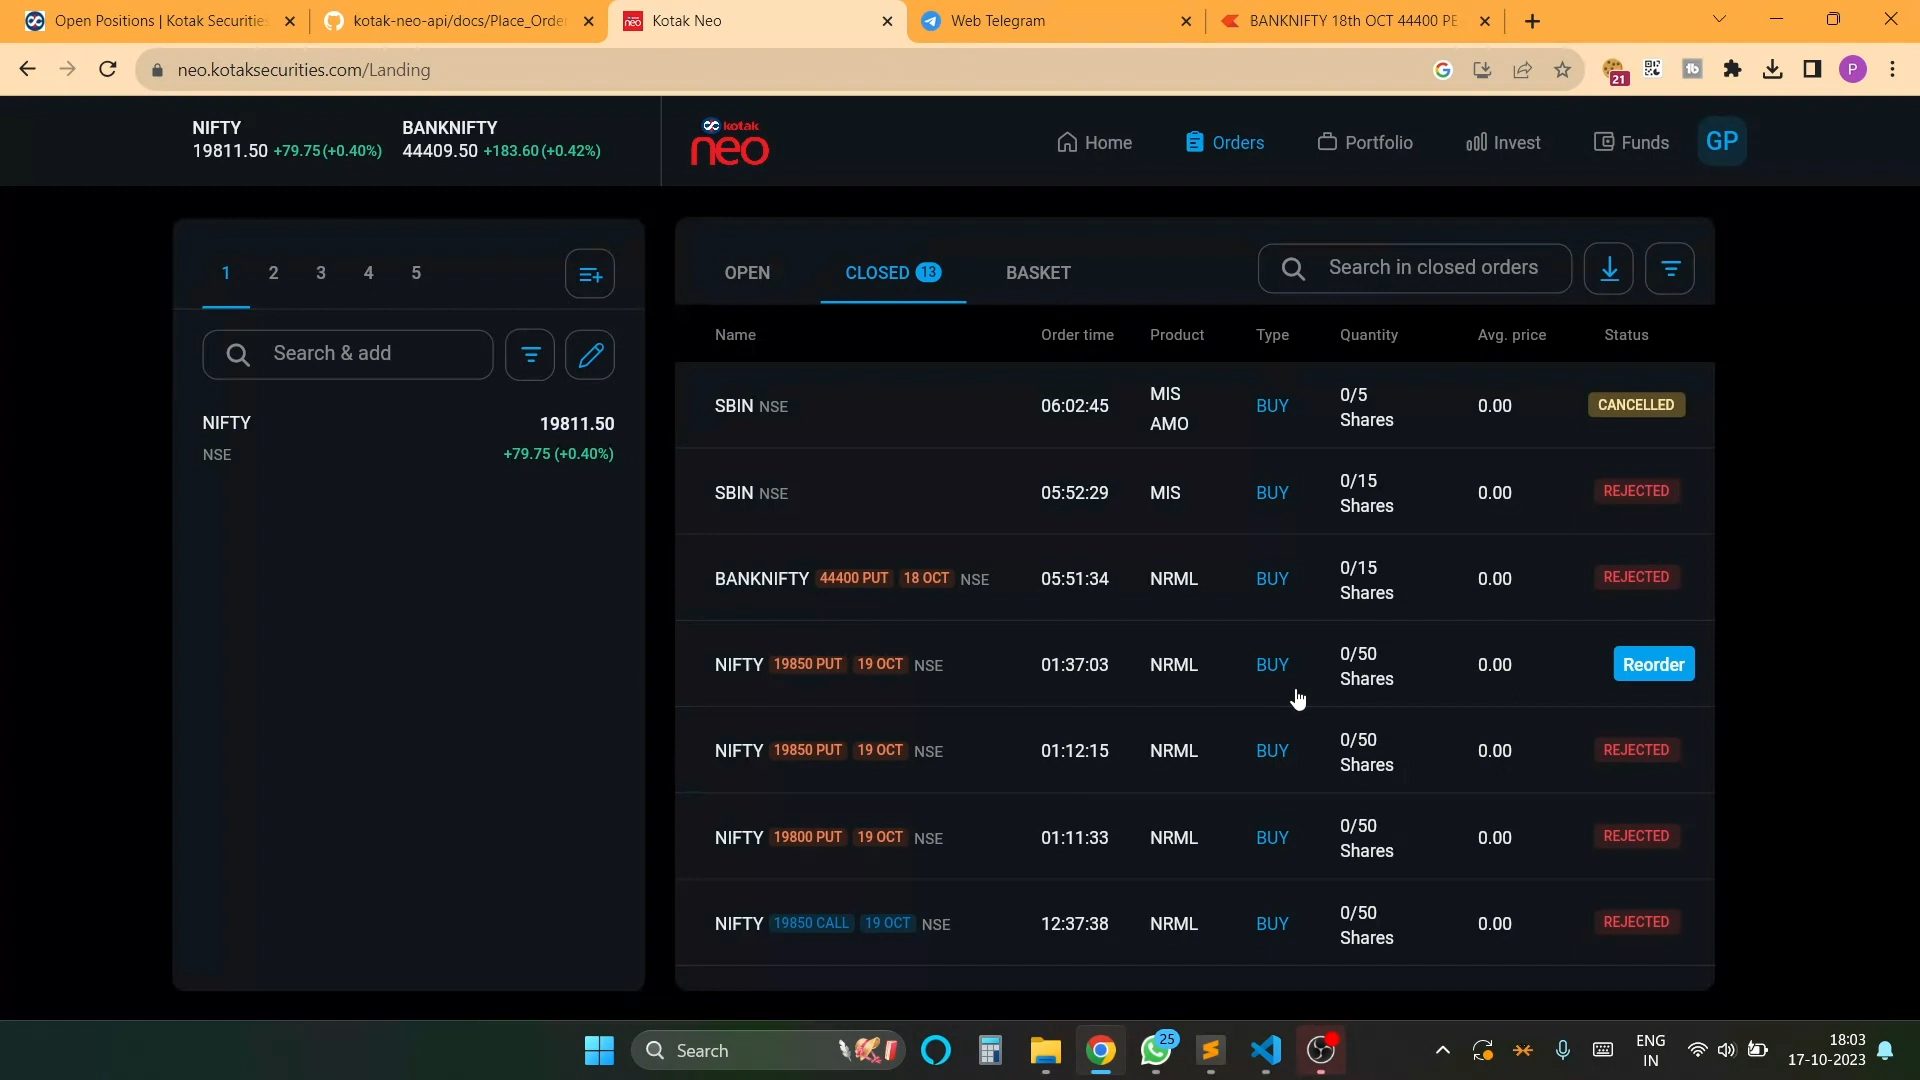 Open Positions | Kotak Securitie
kotak-neo-api/docs/Place_Orde
Kotak Neo
Web Telegram
BANKNIFTY 18th OCT 44400 PE
neo.kotaksecurities.com/Landing
21
P
NIFTY
19811.50 +79.75 (+0.40%)
BANKNIFTY
44409.50 +183.60 (+0.42%)
kotak
neo
Home
Orders
Portfolio
Invest
Funds
GP
1 2 3 4 5
Search & add
NIFTY 19811.50
NSE +79.75 (+0.40%)
OPEN
CLOSED 13
BASKET
Search in closed orders
Name Order time Product Type Quantity Avg. price Status
SBIN NSE 06:02:45 MIS AMO BUY 0/5 Shares 0.00 CANCELLED
SBIN NSE 05:52:29 MIS BUY 0/15 Shares 0.00 REJECTED
BANKNIFTY 44400 PUT 18 OCT NSE 05:51:34 NRML BUY 0/15 Shares 0.00 REJECTED
NIFTY 19850 PUT 19 OCT NSE 01:37:03 NRML BUY 0/50 Shares 0.00 Reorder
NIFTY 19850 PUT 19 OCT NSE 01:12:15 NRML BUY 0/50 Shares 0.00 REJECTED
NIFTY 19800 PUT 19 OCT NSE 01:11:33 NRML BUY 0/50 Shares 0.00 REJECTED
NIFTY 19850 CALL 19 OCT NSE 12:37:38 NRML BUY 0/50 Shares 0.00 REJECTED
Search
25
ENG
IN
18:03
17-10-2023